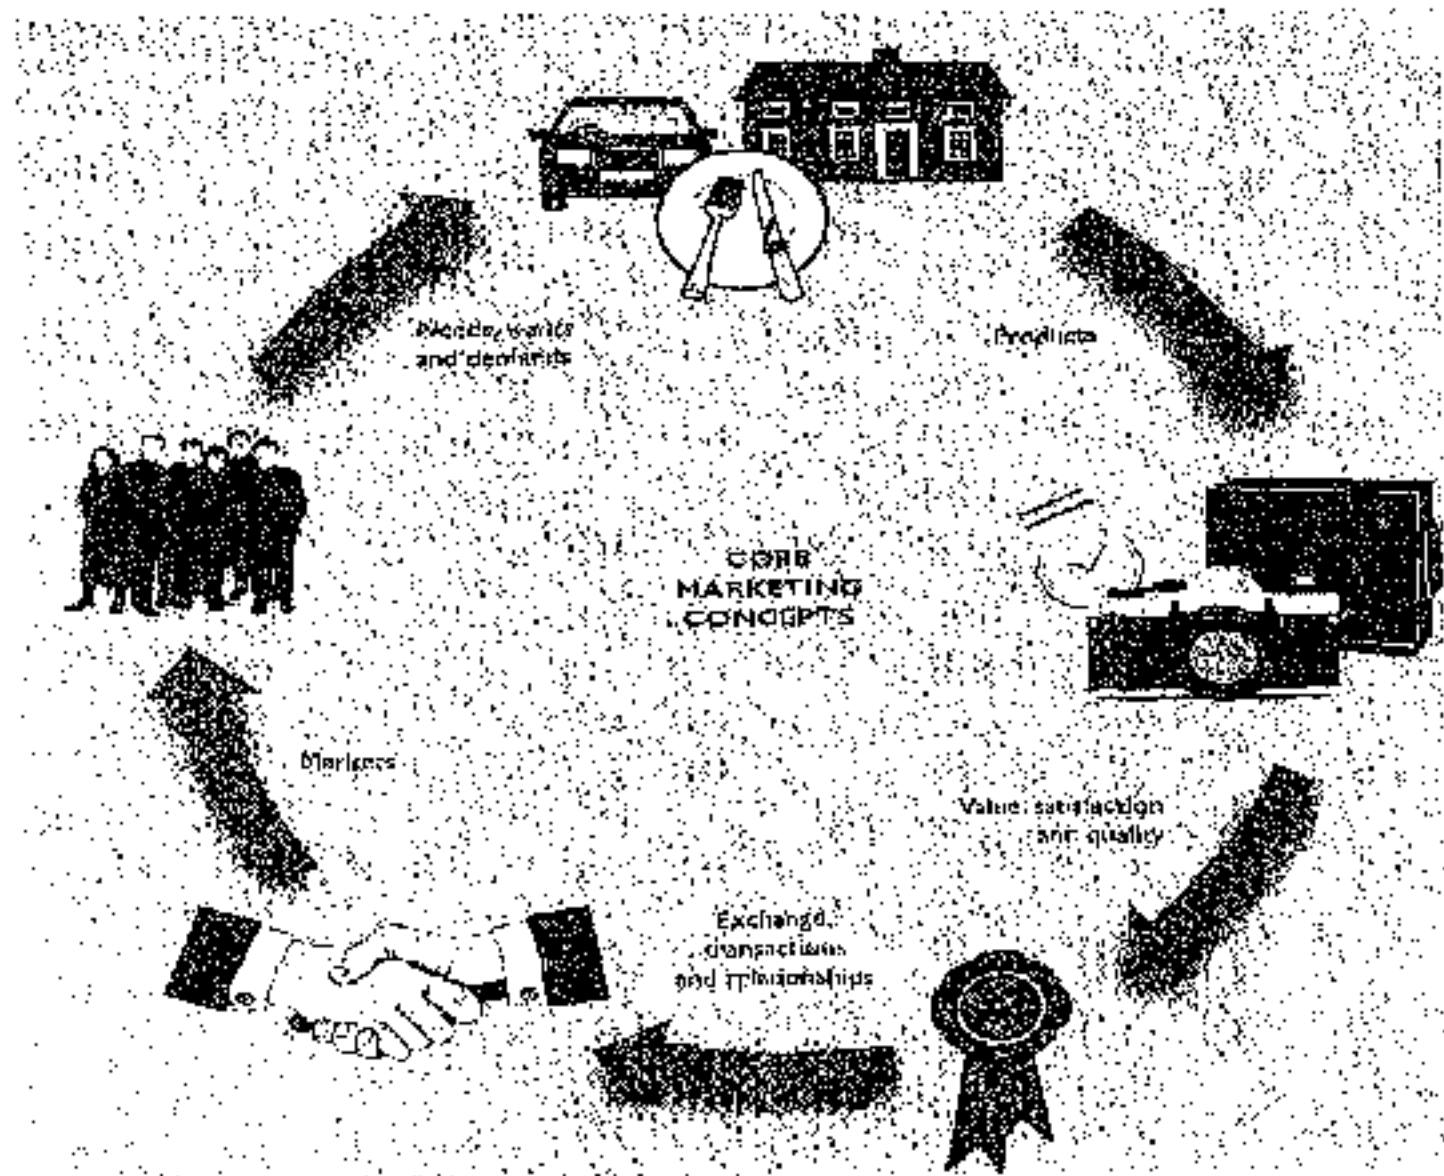 Needs, wants
and demands
Products
CORE
MARKETING
CONCEPTS
Markets
Value, satisfaction
and quality
Exchange,
transactions
and relationships